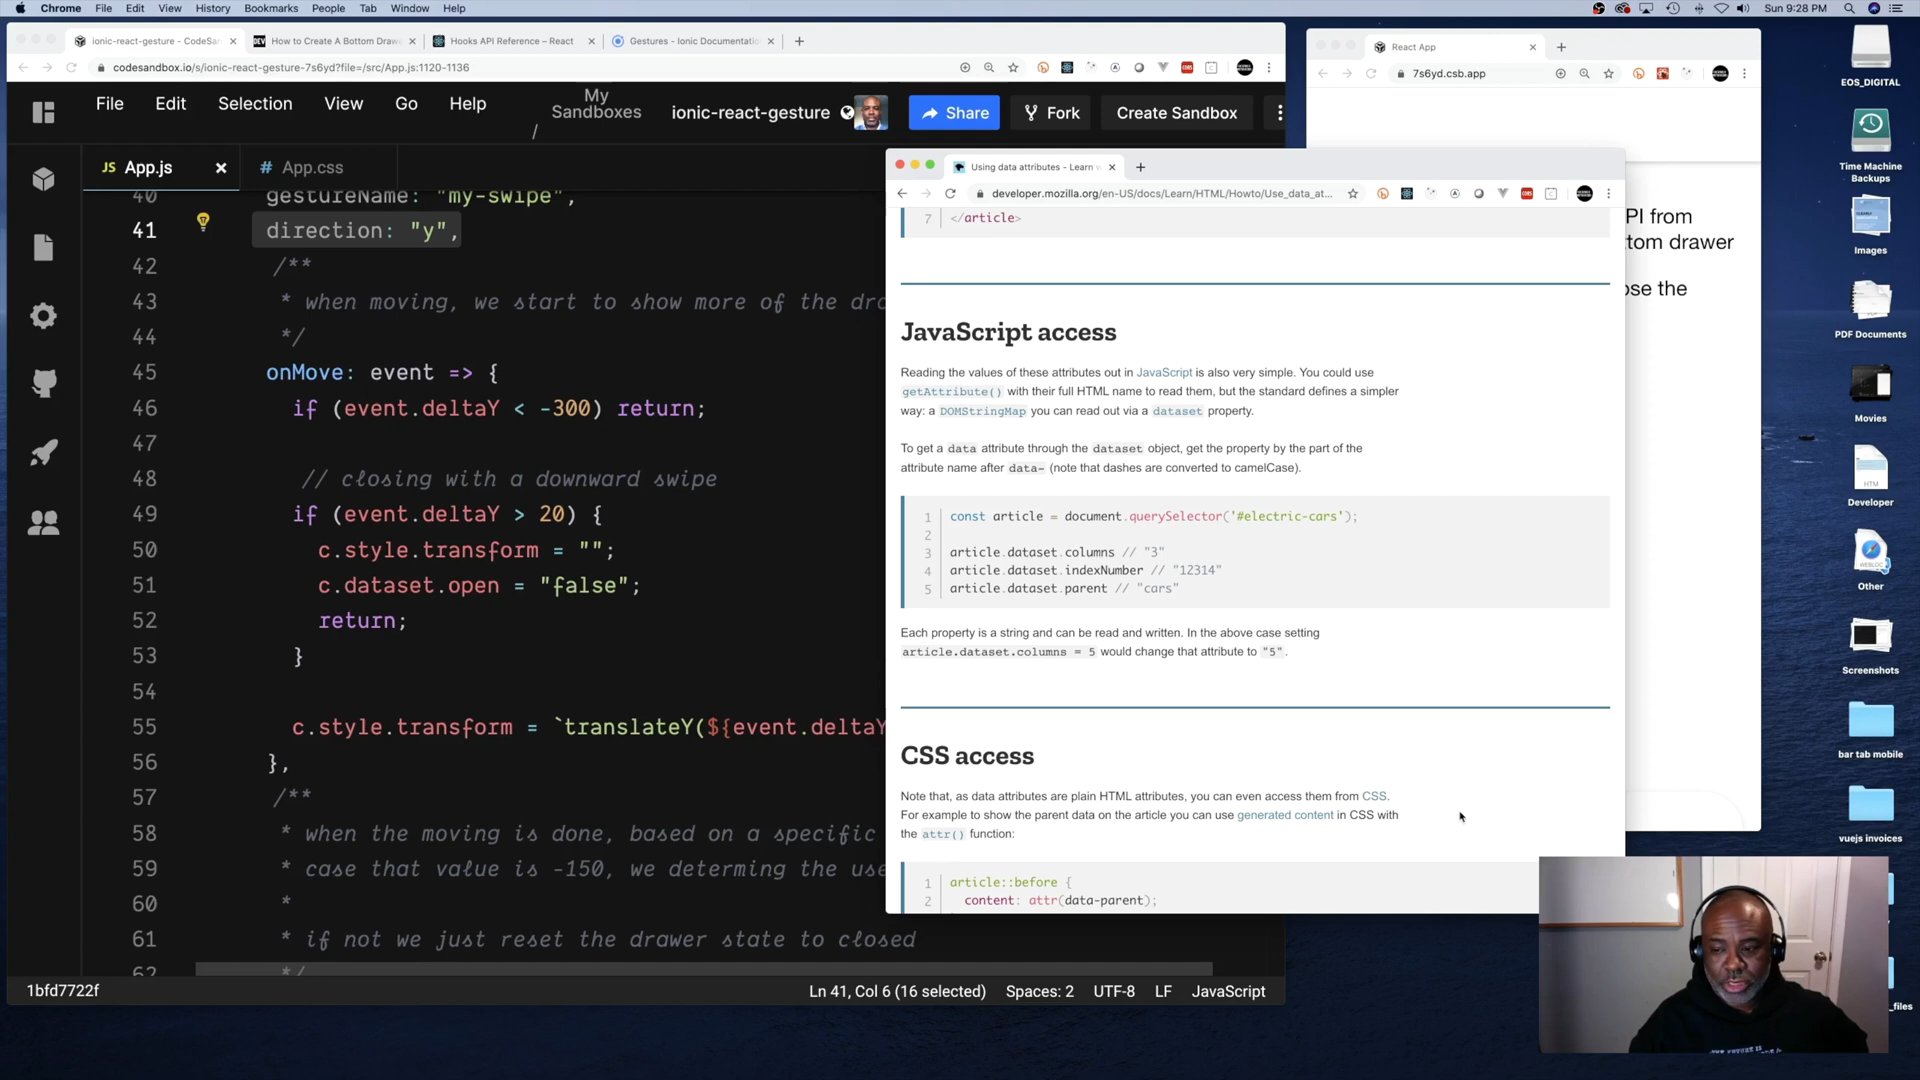 Chrome File Edit View History Bookmarks People Tab Window Help
Sun 9:28 PM
ionic-react-gesture - CodeSan
How to Create A Bottom Draw
Hooks API Reference – React
Gestures - Ionic Documentatio
codesandbox.io/s/ionic-react-gesture-7s6yd?file=/src/App.js:1120-1136
File Edit Selection View Go Help
My Sandboxes
/
ionic-react-gesture
Share
Fork
Create Sandbox
JS App.js
# App.css
40 gestureName: "my-swipe",
41 direction: "y",
42 /**
43 * when moving, we start to show more of the dra
44 */
45 onMove: event => {
46 if (event.deltaY < -300) return;
47
48 // closing with a downward swipe
49 if (event.deltaY > 20) {
50 c.style.transform = "";
51 c.dataset.open = "false";
52 return;
53 }
54
55 c.style.transform = `translateY(${event.deltaY
56 },
57 /**
58 * when the moving is done, based on a specific
59 * case that value is -150, we determing the use
60 *
61 * if not we just reset the drawer state to closed
62 */
1bfd7722f
Ln 41, Col 6 (16 selected) Spaces: 2 UTF-8 LF JavaScript
React App
7s6yd.csb.app
PI from
tom drawer
ose the
Using data attributes - Learn w
developer.mozilla.org/en-US/docs/Learn/HTML/Howto/Use_data_at...
7 </article>
JavaScript access
Reading the values of these attributes out in JavaScript is also very simple. You could use
getAttribute() with their full HTML name to read them, but the standard defines a simpler
way: a DOMStringMap you can read out via a dataset property.
To get a data attribute through the dataset object, get the property by the part of the
attribute name after data- (note that dashes are converted to camelCase).
1 const article = document.querySelector('#electric-cars');
2
3 article.dataset.columns // "3"
4 article.dataset.indexNumber // "12314"
5 article.dataset.parent // "cars"
Each property is a string and can be read and written. In the above case setting
article.dataset.columns = 5 would change that attribute to "5".
CSS access
Note that, as data attributes are plain HTML attributes, you can even access them from CSS.
For example to show the parent data on the article you can use generated content in CSS with
the attr() function:
1 article::before {
2 content: attr(data-parent);
EOS_DIGITAL
Time Machine
Backups
Images
PDF Documents
Movies
HTM
Developer
WEBLOC
Other
Screenshots
bar tab mobile
vuejs invoices
_files